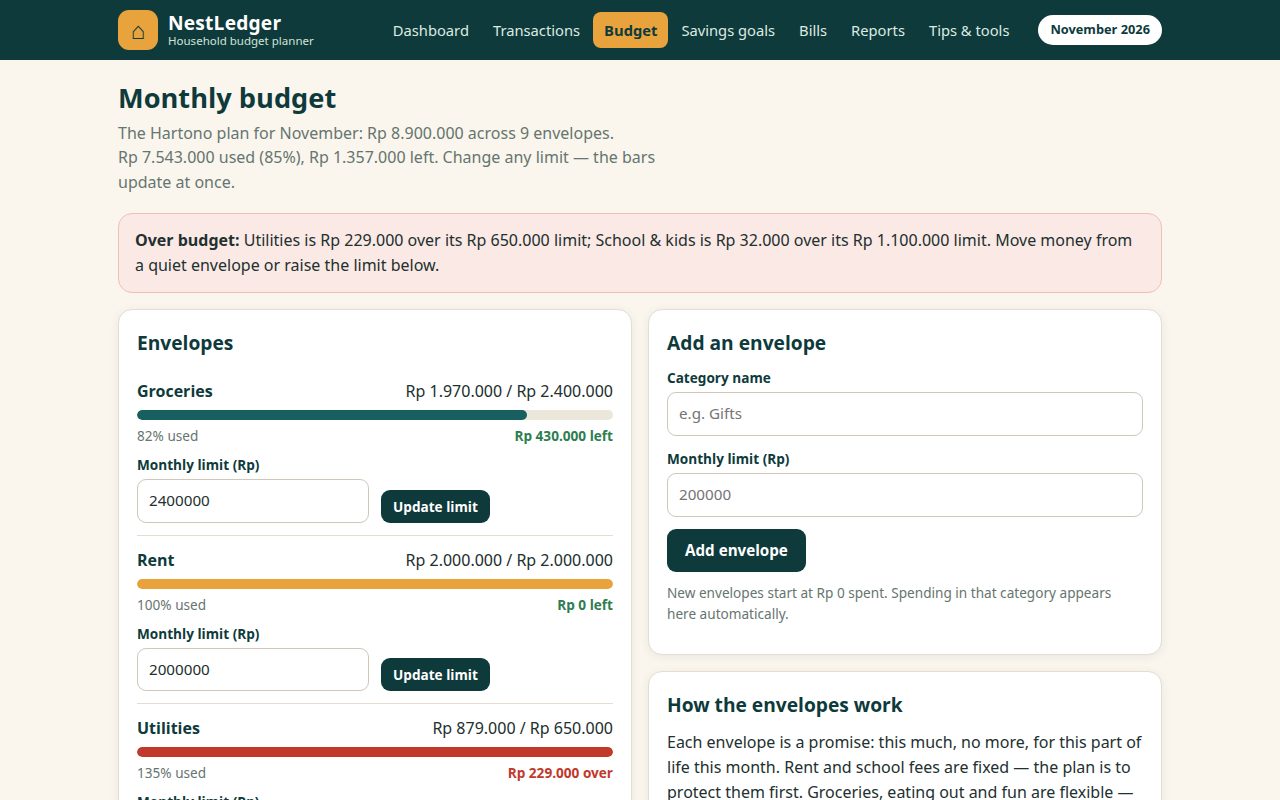 NestLedger
Household budget planner
Dashboard
Transactions
Budget
Savings goals
Bills
Reports
Tips & tools
November 2026
Monthly budget
The Hartono plan for November: Rp 8.900.000 across 9 envelopes.
Rp 7.543.000 used (85%), Rp 1.357.000 left. Change any limit — the bars
update at once.
Over budget: Utilities is Rp 229.000 over its Rp 650.000 limit; School & kids is Rp 32.000 over its Rp 1.100.000 limit. Move money from
a quiet envelope or raise the limit below.
Envelopes
Groceries
Rp 1.970.000 / Rp 2.400.000
82% used
Rp 430.000 left
Monthly limit (Rp)
2400000
Update limit
Rent
Rp 2.000.000 / Rp 2.000.000
100% used
Rp 0 left
Monthly limit (Rp)
2000000
Update limit
Utilities
Rp 879.000 / Rp 650.000
135% used
Rp 229.000 over
Monthly limit (Rp)
Add an envelope
Category name
e.g. Gifts
Monthly limit (Rp)
200000
Add envelope
New envelopes start at Rp 0 spent. Spending in that category appears
here automatically.
How the envelopes work
Each envelope is a promise: this much, no more, for this part of
life this month. Rent and school fees are fixed — the plan is to
protect them first. Groceries, eating out and fun are flexible —